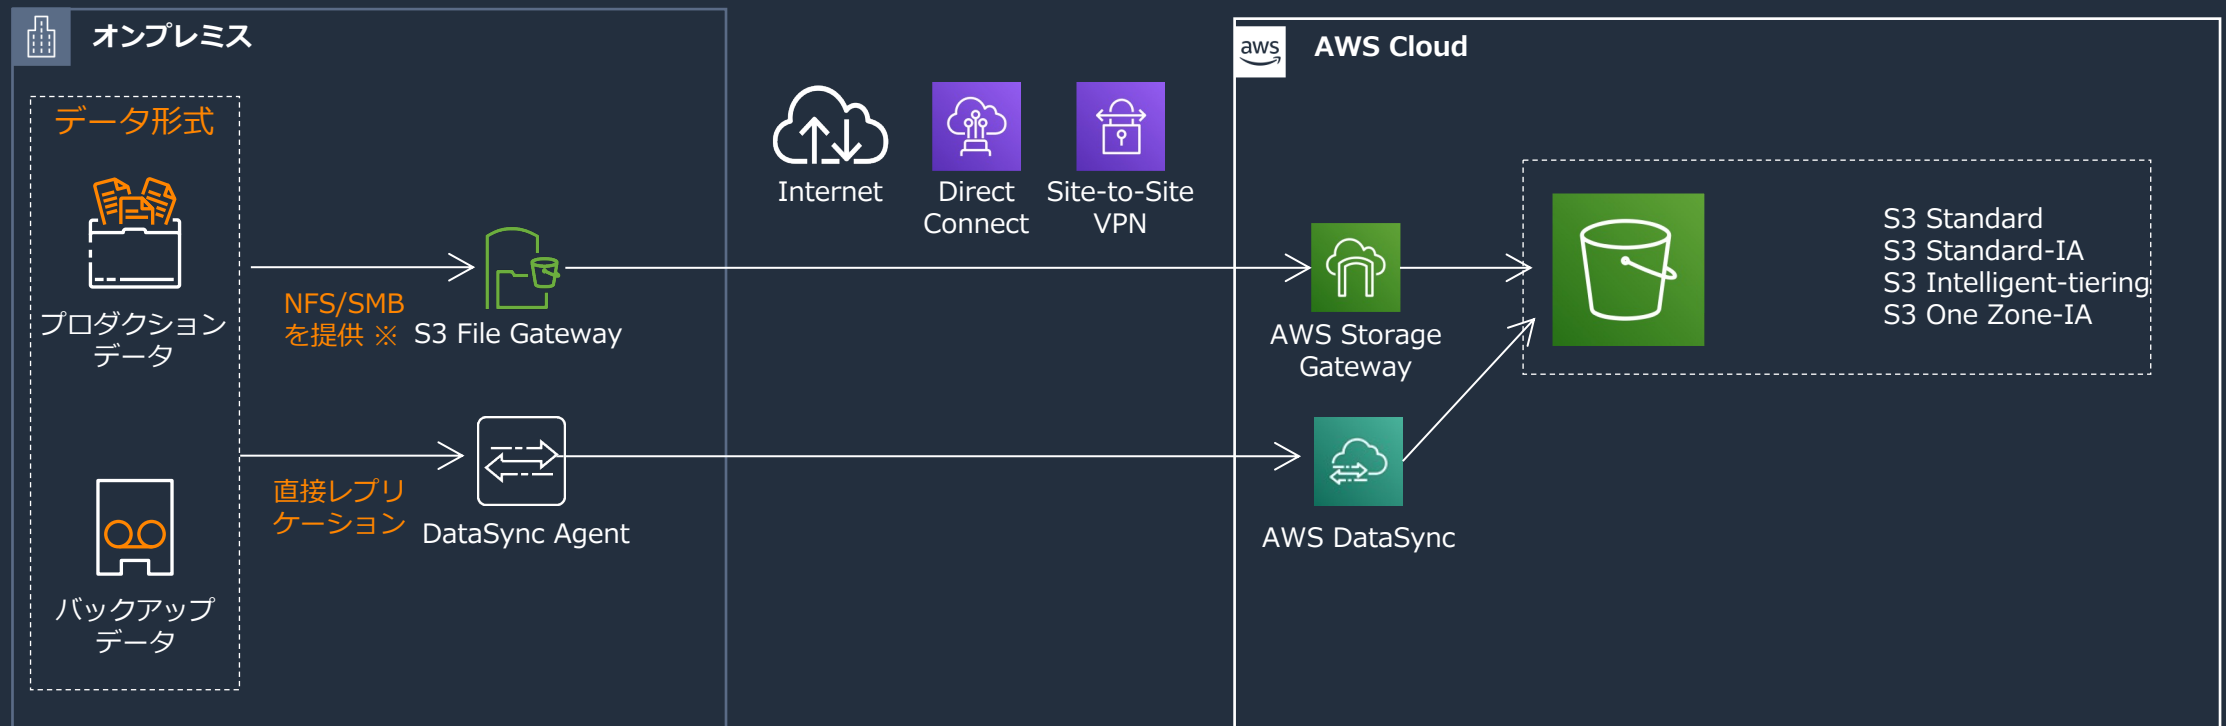 オンプレミス
データ形式
プロダクション
データ
バックアップ
データ
NFS/SMB
を提供 ※
S3 File Gateway
直接レプリ
ケーション
DataSync Agent
Internet
Direct
Connect
Site-to-Site
VPN
aws
AWS Cloud
AWS Storage
Gateway
AWS DataSync
S3 Standard
S3 Standard-IA
S3 Intelligent-tiering
S3 One Zone-IA